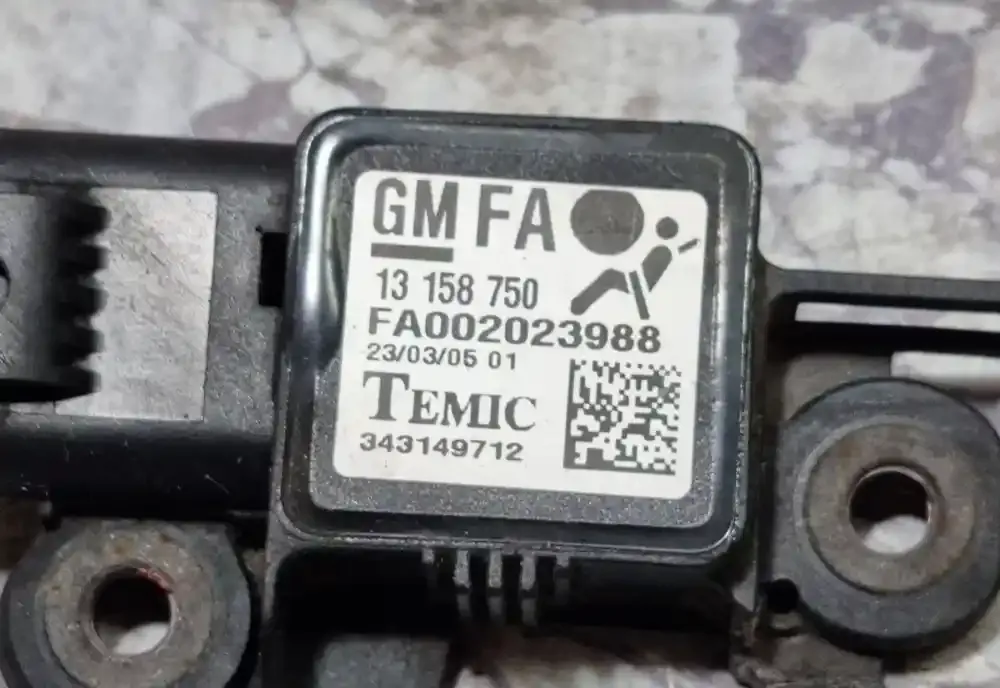 GM FA
13 158 750
FA002023988
23/03/05 01
TEMIC
343149712